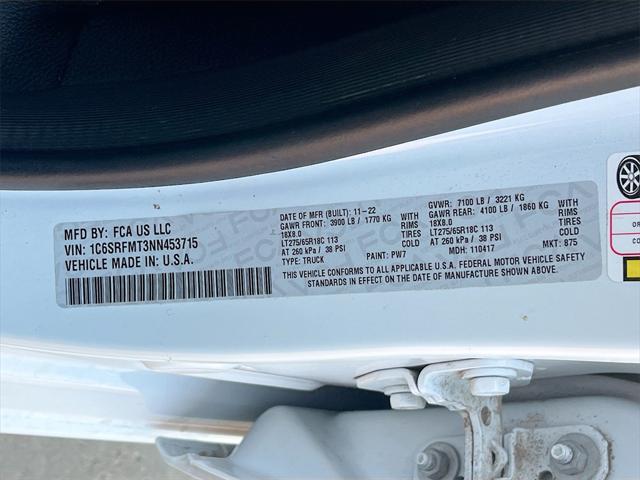 MFD BY: FCA US LLC
VIN: 1C6SRFMT3NN453715
VEHICLE MADE IN U.S.A.
DATE OF MFR (BUILT): 11-22
GAWR FRONT: 3900 LB / 1770 KG WITH
18X8.0 RIMS
LT275/65R18C 113 TIRES
AT 260 kPa / 38 PSI COLD
TYPE: TRUCK PAINT: PW7
GVWR: 7100 LB / 3221 KG
GAWR REAR: 4100 LB / 1860 KG WITH
18X8.0 RIMS
LT275/65R18C 113 TIRES
AT 260 kPa / 38 PSI COLD
MDH: 110417 MKT: 875
THIS VEHICLE CONFORMS TO ALL APPLICABLE U.S.A. FEDERAL MOTOR VEHICLE SAFETY
STANDARDS IN EFFECT ON THE DATE OF MANUFACTURE SHOWN ABOVE.